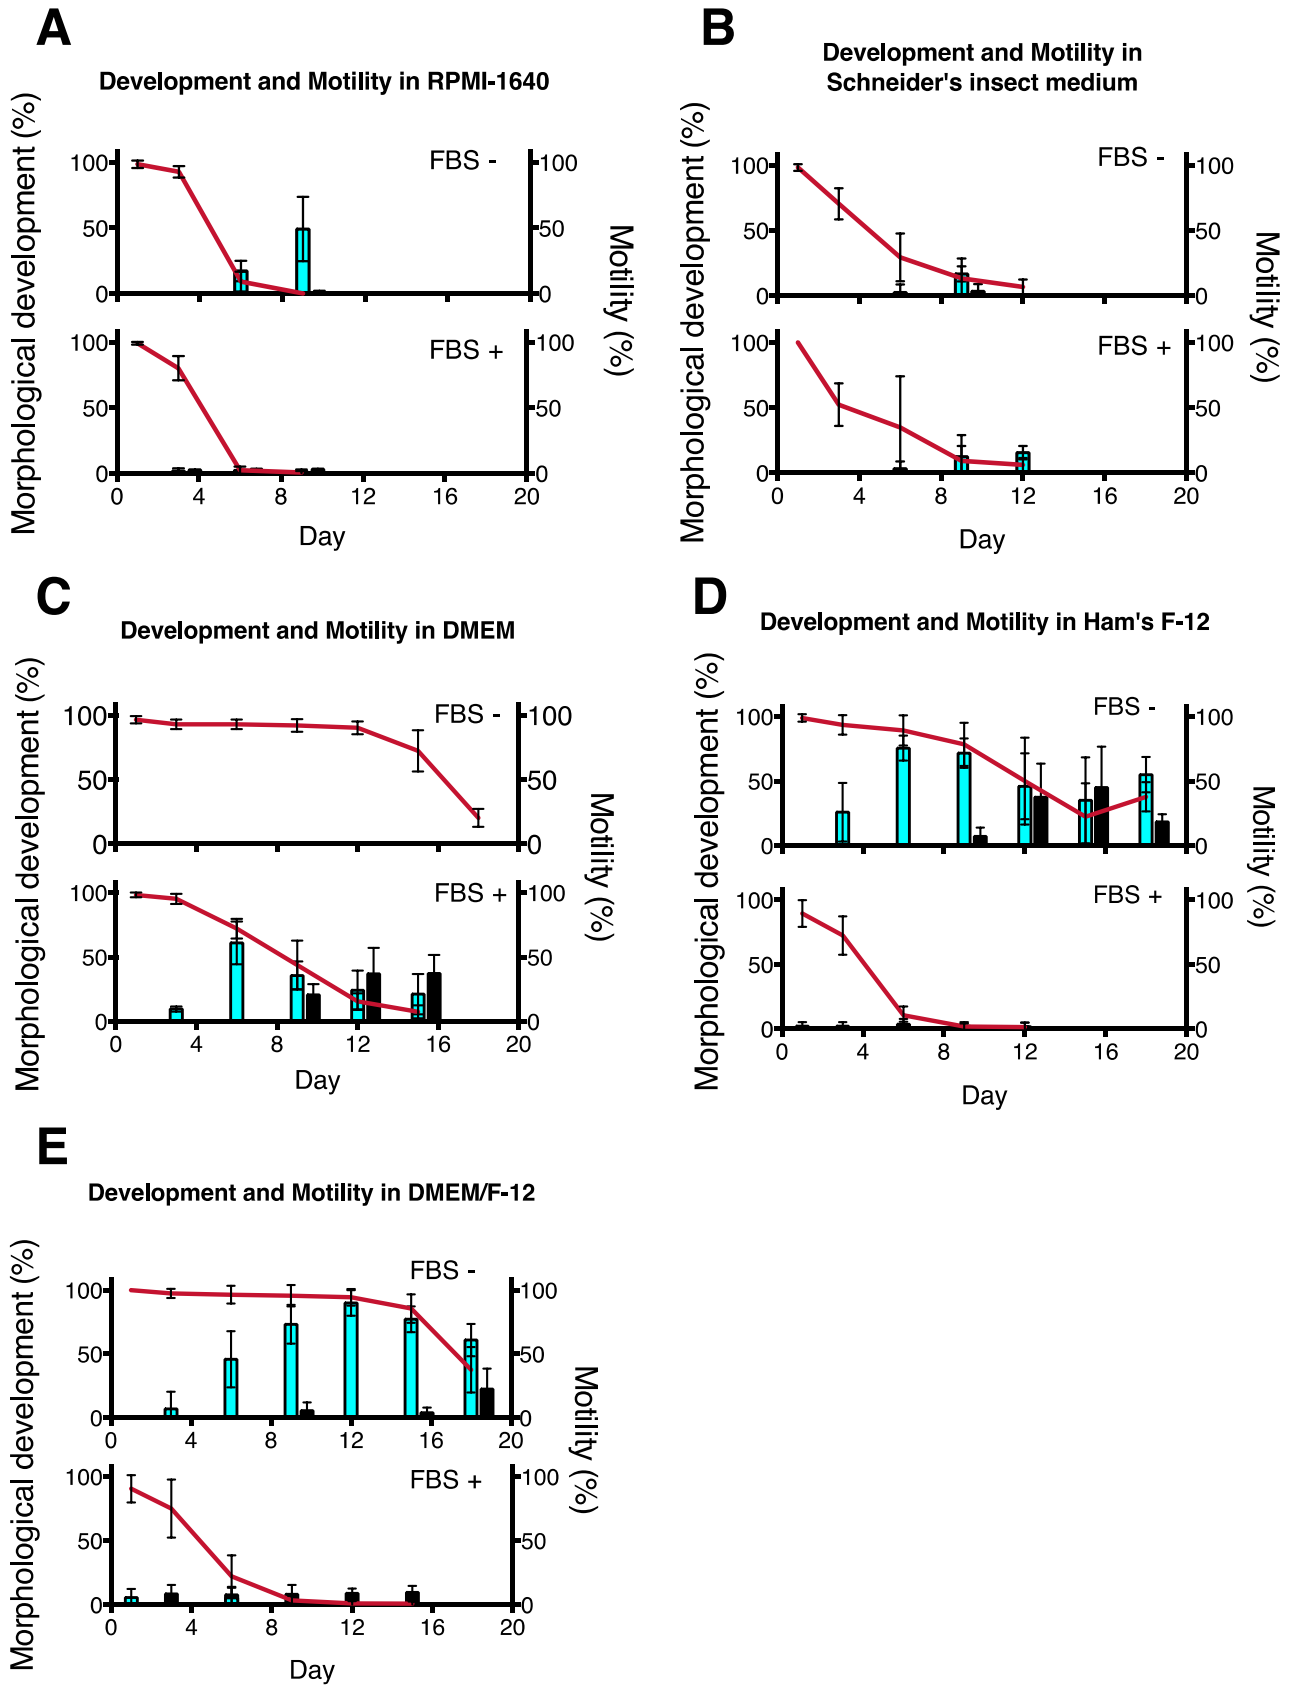 A
Development and Motility in RPMI-1640
Morphological development (%)
100
50
0
FBS -
100
50
0
100
50
0
FBS +
100
50
0
0 4 8 12 16 20
Day
Motility (%)
B
Development and Motility in
Schneider's insect medium
Morphological development (%)
100
50
0
FBS -
100
50
0
100
50
0
FBS +
100
50
0
0 4 8 12 16 20
Day
Motility (%)
C
Development and Motility in DMEM
Morphological development (%)
100
50
0
FBS -
100
50
0
100
50
0
FBS +
100
50
0
0 4 8 12 16 20
Day
Motility (%)
D
Development and Motility in Ham's F-12
Morphological development (%)
100
50
0
FBS -
100
50
0
100
50
0
FBS +
100
50
0
0 4 8 12 16 20
Day
Motility (%)
E
Development and Motility in DMEM/F-12
Morphological development (%)
100
50
0
FBS -
100
50
0
0 4 8 12 16 20
100
50
0
FBS +
100
50
0
0 4 8 12 16 20
Day
Motility (%)